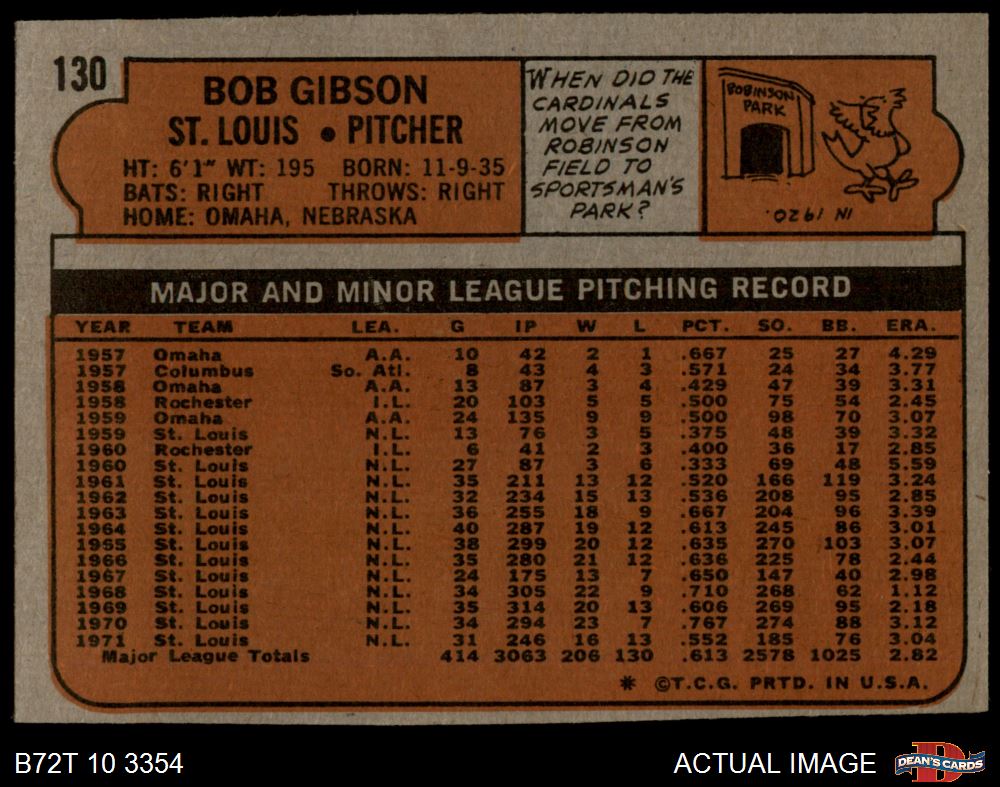 130
BOB GIBSON
ST. LOUIS • PITCHER
HT: 6'1" WT: 195 BORN: 11-9-35
BATS: RIGHT THROWS: RIGHT
HOME: OMAHA, NEBRASKA
WHEN DID THE
CARDINALS
MOVE FROM
ROBINSON
FIELD TO
SPORTSMAN'S
PARK?
ROBINSON
PARK
IN 1920.
MAJOR AND MINOR LEAGUE PITCHING RECORD
YEAR TEAM LEA. G IP W L PCT. SO. BB. ERA.
1957 Omaha A.A. 10 42 2 1 .667 25 27 4.29
1957 Columbus So. Atl. 8 43 4 3 .571 24 34 3.77
1958 Omaha A.A. 13 87 3 4 .429 47 39 3.31
1958 Rochester I.L. 20 103 5 5 .500 75 54 2.45
1959 Omaha A.A. 24 135 9 9 .500 98 70 3.07
1959 St. Louis N.L. 13 76 3 5 .375 48 39 3.32
1960 Rochester I.L. 6 41 2 3 .400 36 17 2.85
1960 St. Louis N.L. 27 87 3 6 .333 69 48 5.59
1961 St. Louis N.L. 35 211 13 12 .520 166 119 3.24
1962 St. Louis N.L. 32 234 15 13 .536 208 95 2.85
1963 St. Louis N.L. 36 255 18 9 .667 204 96 3.39
1964 St. Louis N.L. 40 287 19 12 .613 245 86 3.01
1955 St. Louis N.L. 38 299 20 12 .635 270 103 3.07
1966 St. Louis N.L. 35 280 21 12 .636 225 78 2.44
1967 St. Louis N.L. 24 175 13 7 .650 147 40 2.98
1968 St. Louis N.L. 34 305 22 9 .710 268 62 1.12
1969 St. Louis N.L. 35 314 20 13 .606 269 95 2.18
1970 St. Louis N.L. 34 294 23 7 .767 274 88 3.12
1971 St. Louis N.L. 31 246 16 13 .552 185 76 3.04
Major League Totals 414 3063 206 130 .613 2578 1025 2.82
* ©T.C.G. PRTD. IN U.S.A.
B72T 10 3354
ACTUAL IMAGE
DEAN'S CARDS